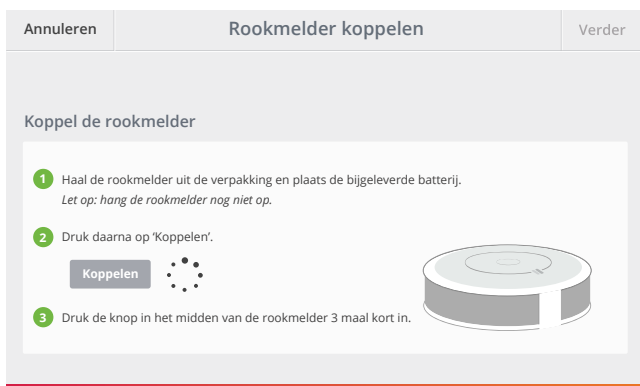 Annuleren
Rookmelder koppelen
Verder
Koppel de rookmelder
1 Haal de rookmelder uit de verpakking en plaats de bijgeleverde batterij.
Let op: hang de rookmelder nog niet op.
2 Druk daarna op ‘Koppelen’.
Koppelen
3 Druk de knop in het midden van de rookmelder 3 maal kort in.